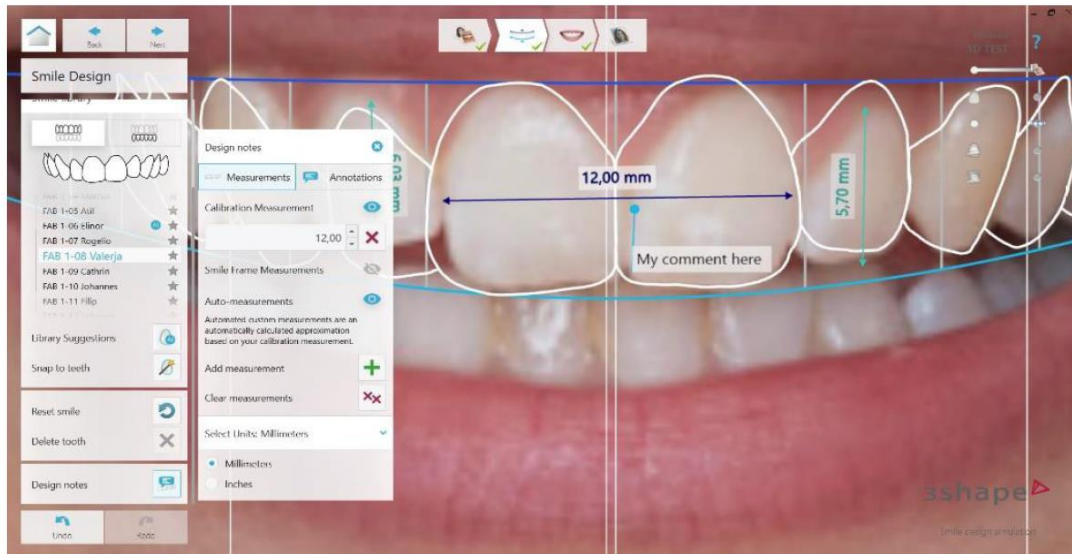 Back
Next
3D TEST
?
Smile Design
Smile library
FAB 1-05 Asil
FAB 1-06 Elinor
FAB 1-07 Rogelio
FAB 1-08 Valerja
FAB 1-09 Cathrin
FAB 1-10 Johannes
FAB 1-11 Filip
Library Suggestions
Snap to teeth
Reset smile
Delete tooth
Design notes
Undo
Redo
Design notes
Measurements
Annotations
Calibration Measurement
12,00
Smile Frame Measurements
Auto-measurements
Automated custom measurements are an
automatically calculated approximation
based on your calibration measurement.
Add measurement
Clear measurements
Select Units: Millimeters
Millimeters
Inches
12,00 mm
5,70 mm
My comment here
3shape
Smile design simulation